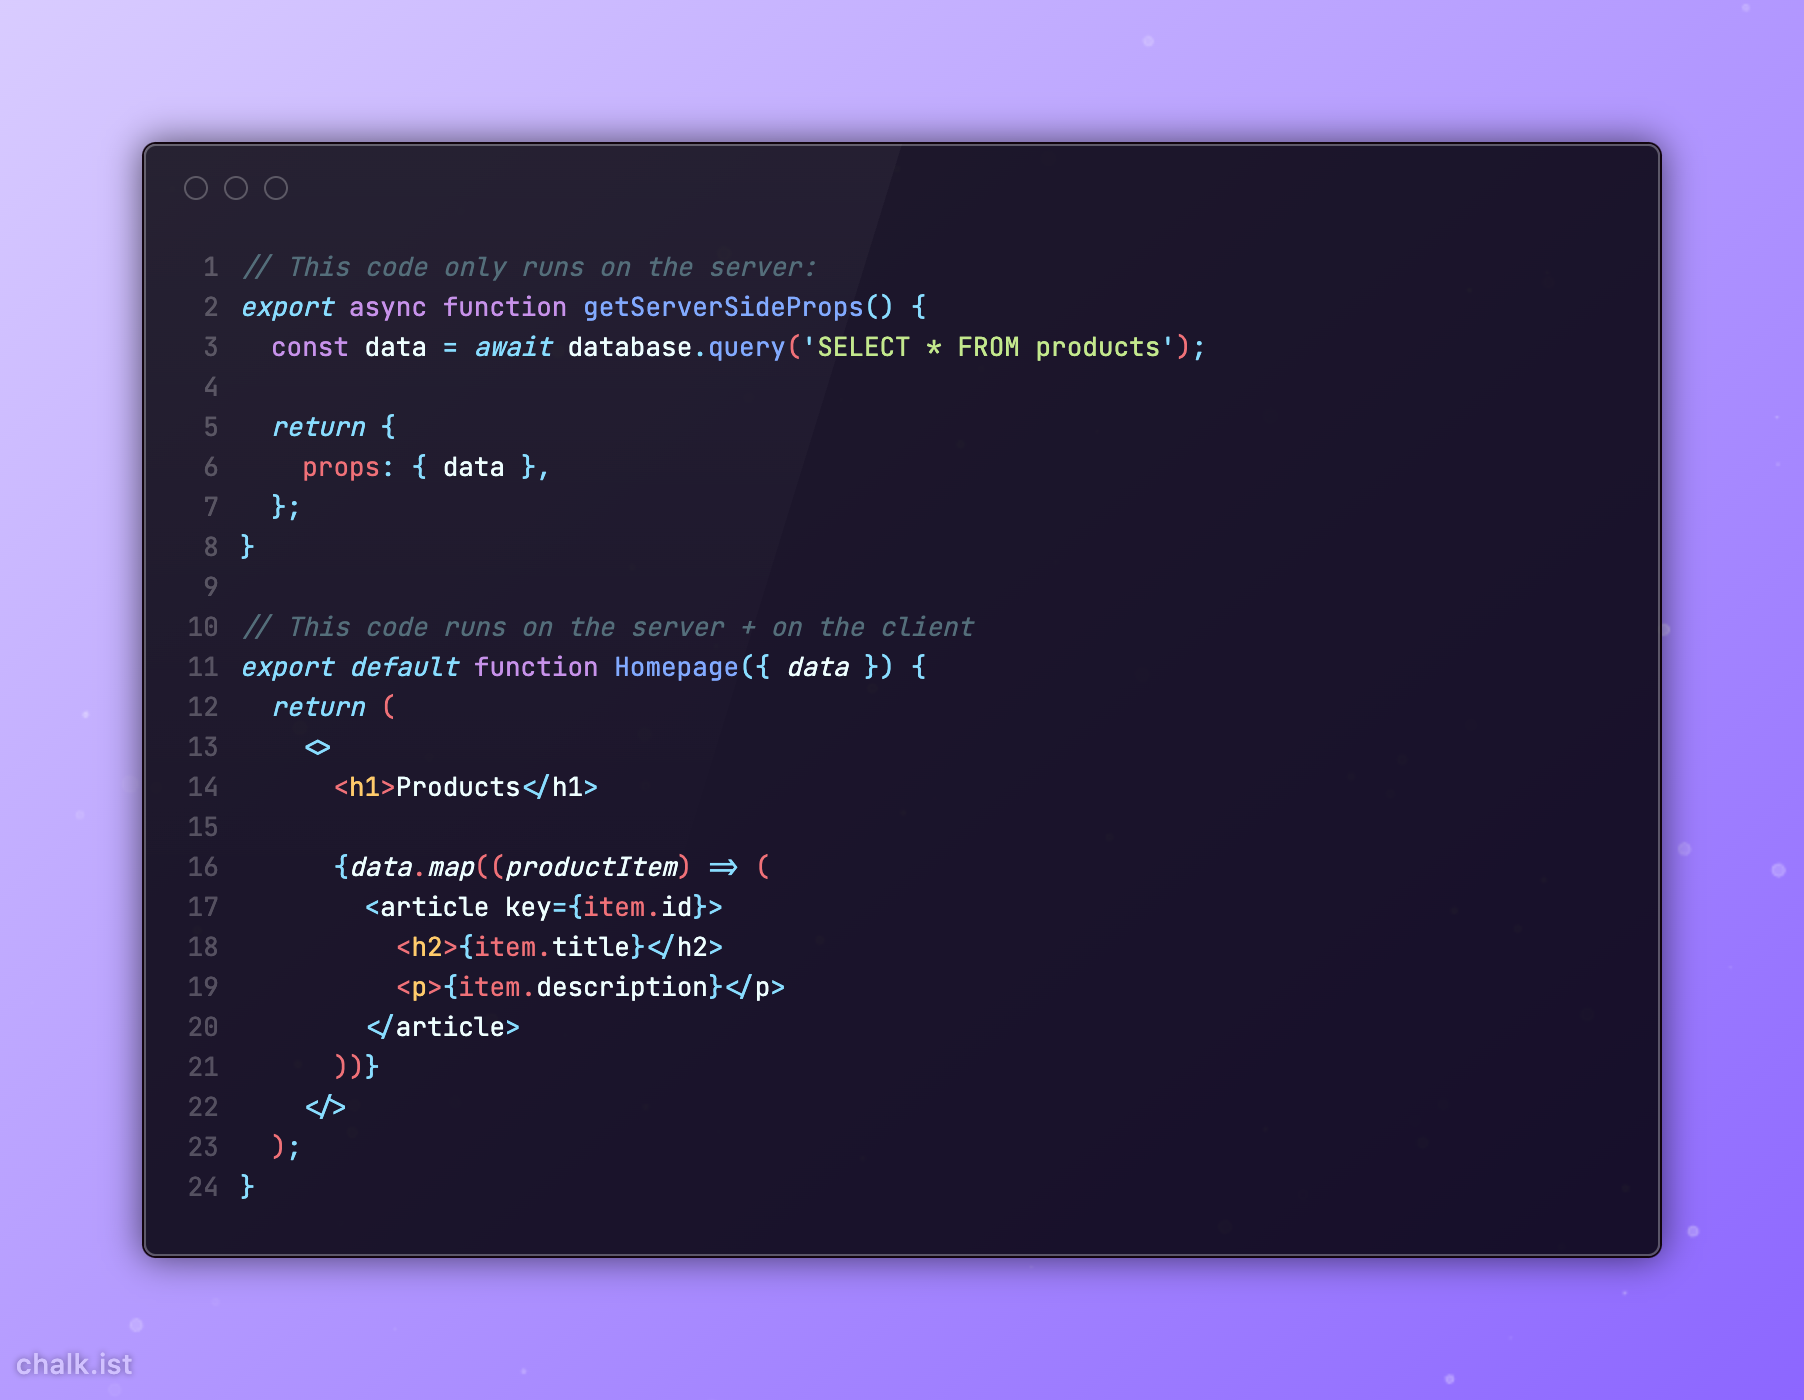 1 // This code only runs on the server:
2 export async function getServerSideProps() {
3   const data = await database.query('SELECT * FROM products');
4
5   return {
6     props: { data },
7   };
8 }
9
10 // This code runs on the server + on the client
11 export default function Homepage({ data }) {
12   return (
13     <>
14       <h1>Products</h1>
15
16       {data.map((productItem) => (
17         <article key={item.id}>
18           <h2>{item.title}</h2>
19           <p>{item.description}</p>
20         </article>
21       ))}
22     </>
23   );
24 }
chalk.ist